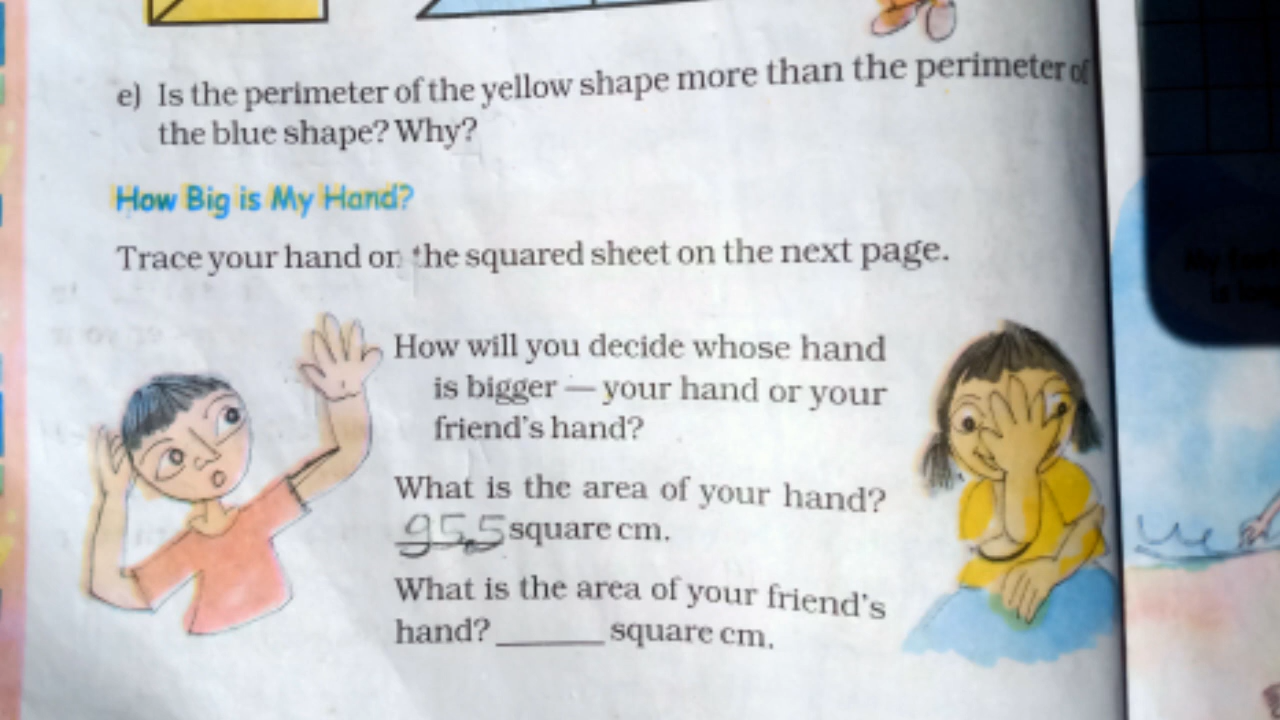 e) Is the perimeter of the yellow shape more than the perimeter of
the blue shape? Why?
How Big is My Hand?
Trace your hand on the squared sheet on the next page.
How will you decide whose hand
is bigger — your hand or your
friend's hand?
What is the area of your hand?
95.5 square cm.
What is the area of your friend's
hand? ______ square cm.